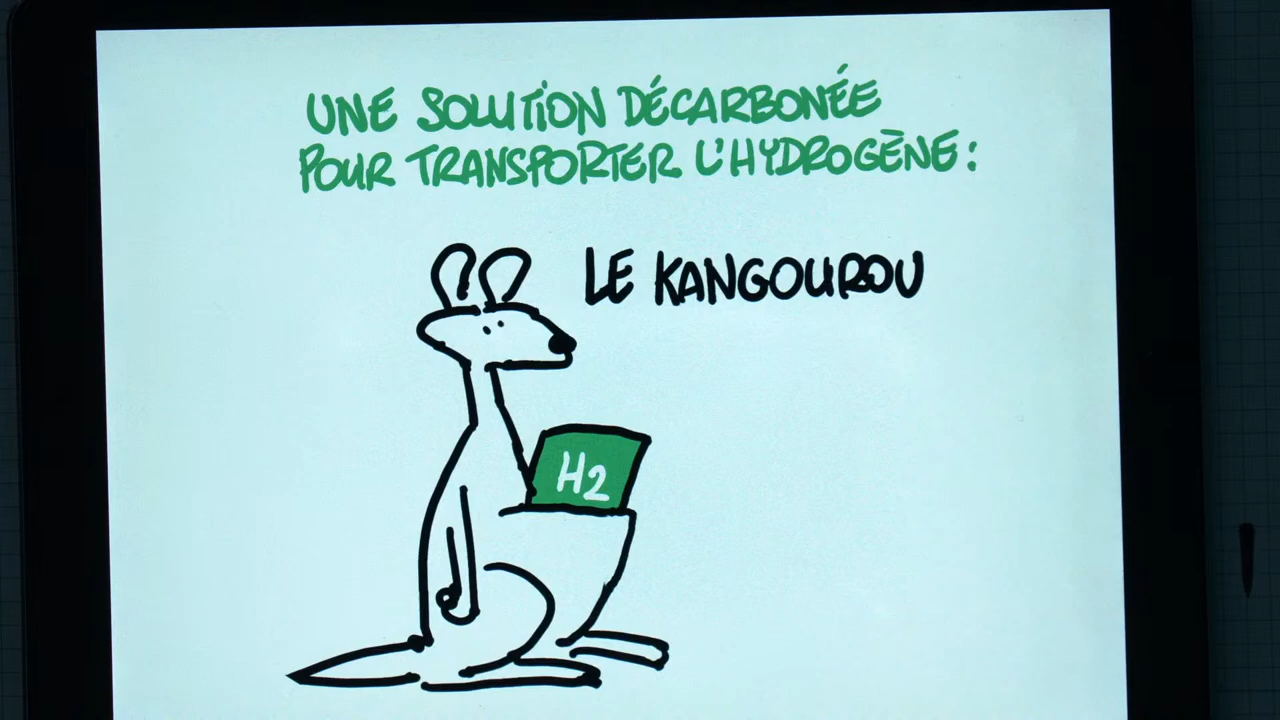 UNE SOLUTION DÉCARBONÉE
POUR TRANSPORTER L'HYDROGÈNE :
LE KANGOUROU
H2